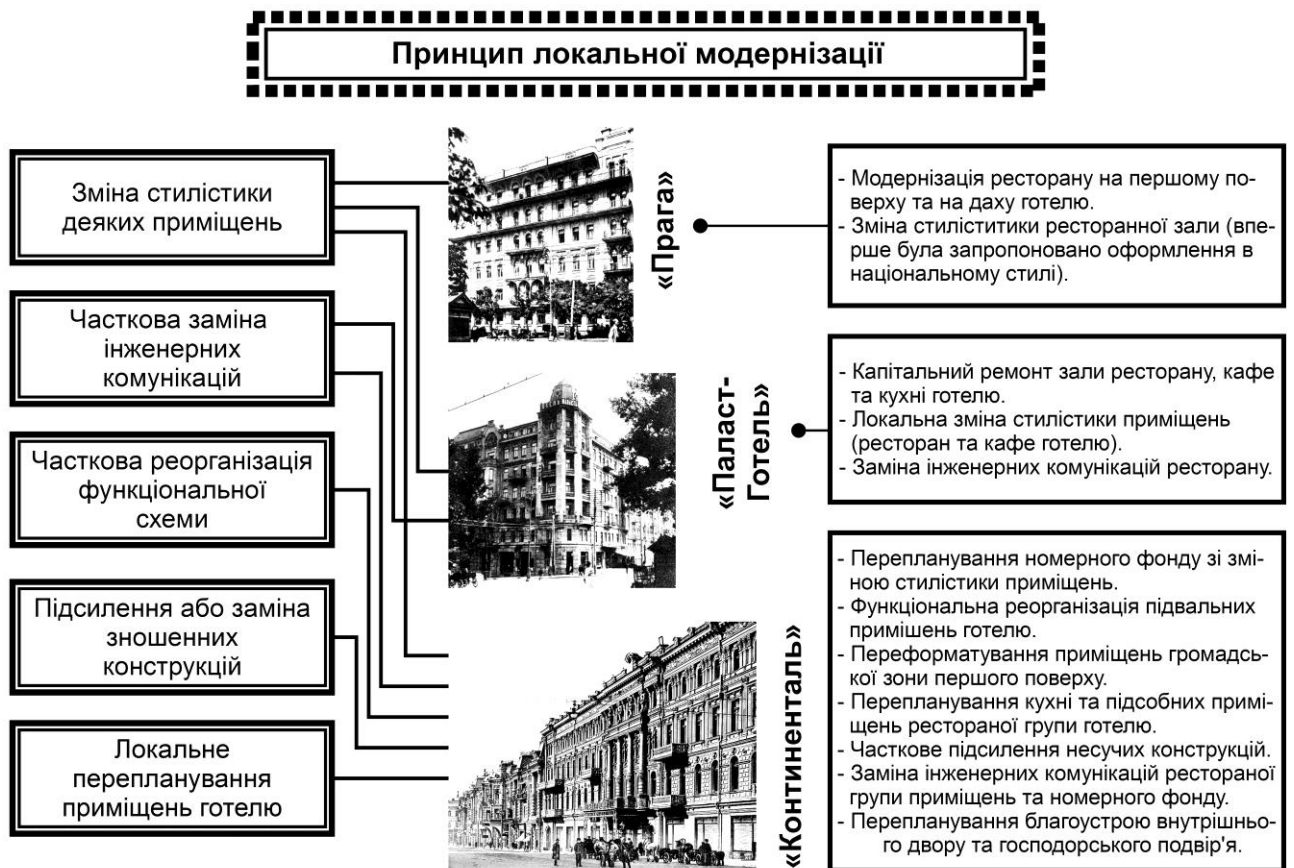 Принцип локальної модернізації
Зміна стилістики
деяких приміщень
Часткова заміна
інженерних
комунікацій
Часткова реорганізація
функціональної
схеми
Підсилення або заміна
зношенних
конструкцій
Локальне
перепланування
приміщень готелю
«Прага»
«Паласт-
Готель»
«Континенталь»
- Модернізація ресторану на першому по-
верху та на даху готелю.
- Зміна стиліститики ресторанної зали (впе-
рше була запропоновано оформлення в
національному стилі).
- Капітальний ремонт зали ресторану, кафе
та кухні готелю.
- Локальна зміна стилістики приміщень
(ресторан та кафе готелю).
- Заміна інженерних комунікацій ресторану.
- Перепланування номерного фонду зі змі-
ною стилістики приміщень.
- Функціональна реорганізація підвальних
примішень готелю.
- Переформатування приміщень громадсь-
кої зони першого поверху.
- Перепланування кухні та підсобних примі-
щень рестораної групи готелю.
- Часткове підсилення несучих конструкцій.
- Заміна інженерних комунікацій рестораної
групи приміщень та номерного фонду.
- Перепланування благоустрою внутрішньо-
го двору та господорського подвір'я.